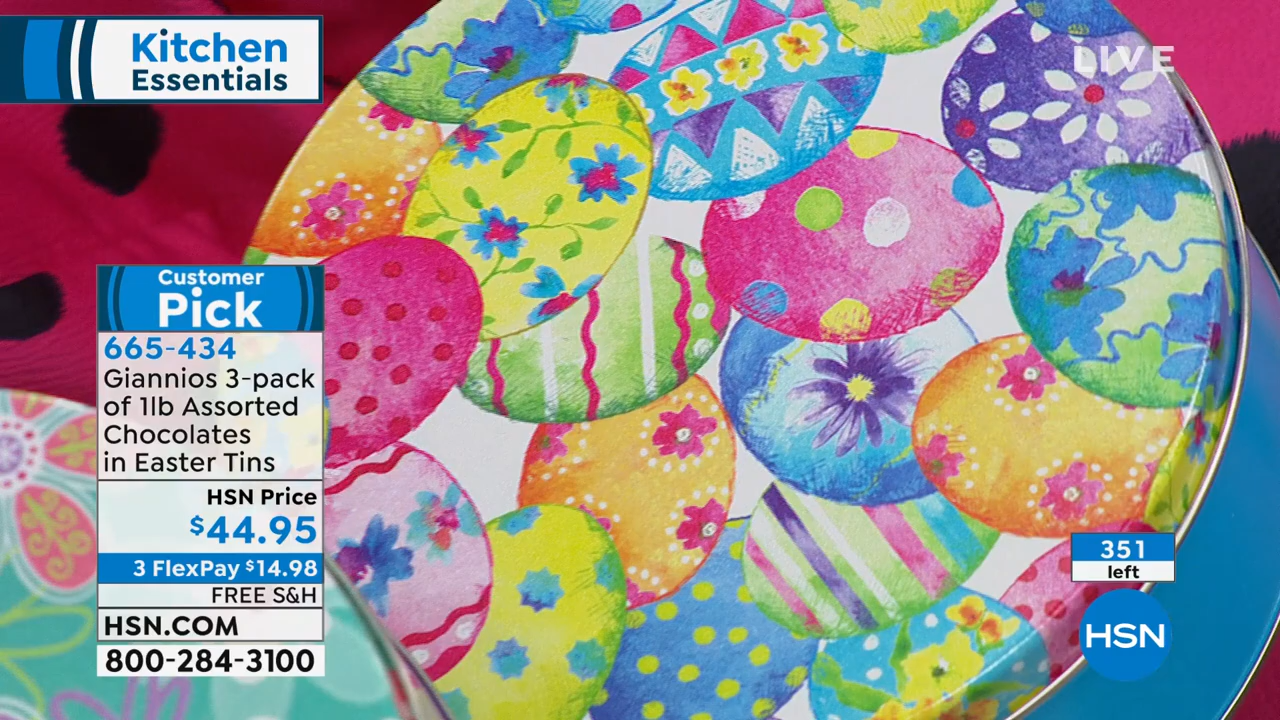 Kitchen
Essentials
LIVE
Customer
Pick
665-434
Giannios 3-pack
of 1lb Assorted
Chocolates
in Easter Tins
HSN Price
$44.95
3 FlexPay $14.98
FREE S&H
HSN.COM
800-284-3100
351
left
HSN